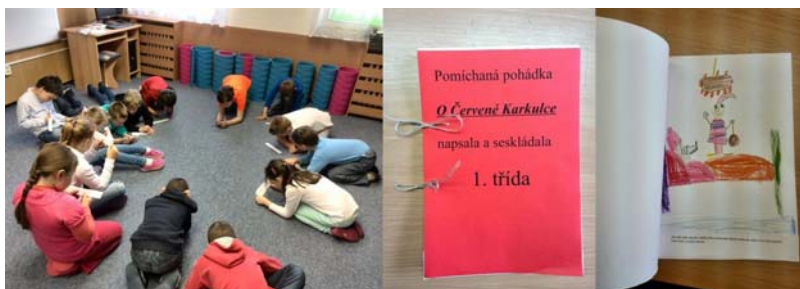 Pomíchaná pohádka
O Červené Karkulce
napsala a seskládala
1. třída